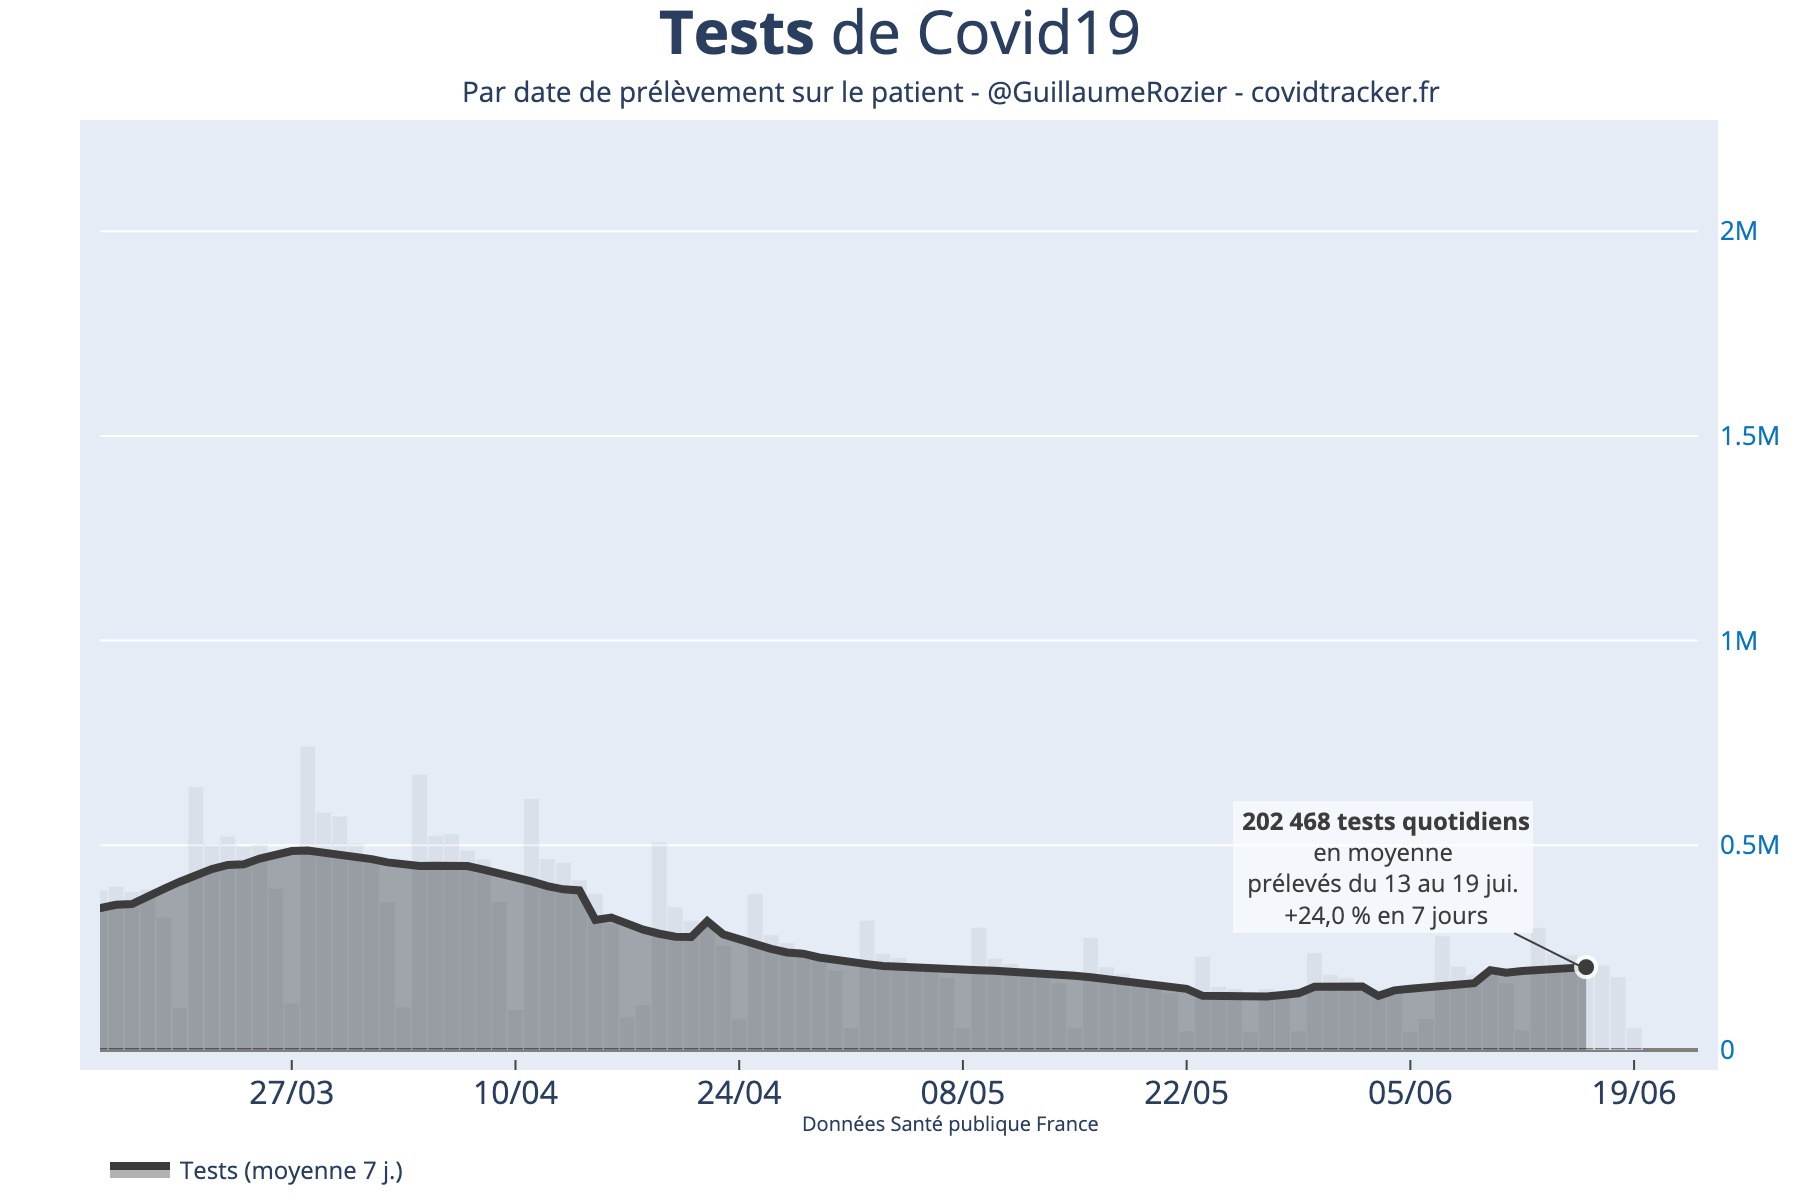 Tests de Covid19
Par date de prélèvement sur le patient - @GuillaumeRozier - covidtracker.fr
2M
1.5M
1M
0.5M
0
202 468 tests quotidiens
en moyenne
prélevés du 13 au 19 jui.
+24,0 % en 7 jours
27/03 10/04 24/04 08/05 22/05 05/06 19/06
Données Santé publique France
Tests (moyenne 7 j.)